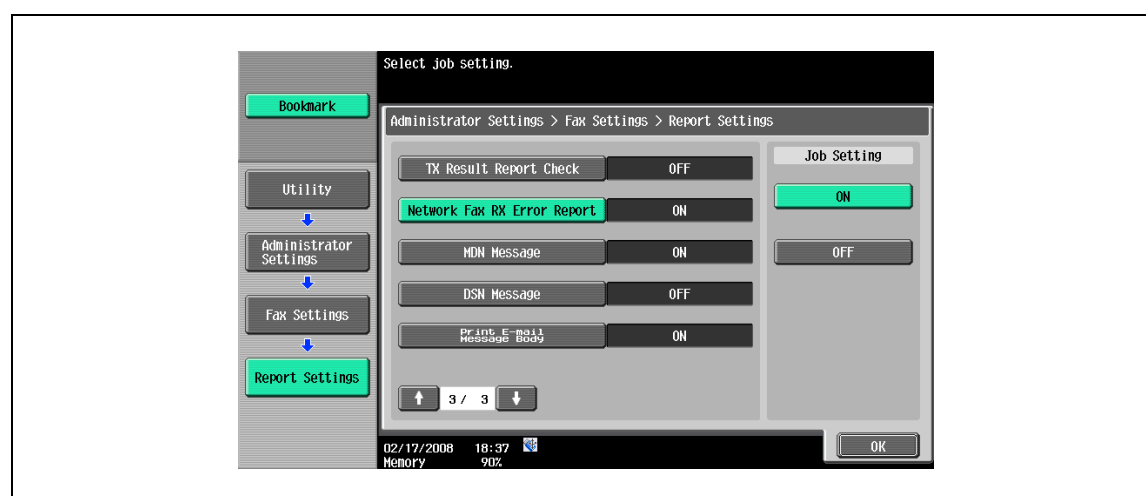 Select job setting.
Bookmark
Administrator Settings > Fax Settings > Report Settings
Utility
Administrator
Settings
Fax Settings
Report Settings
TX Result Report Check OFF
Network Fax RX Error Report ON
MDN Message ON
DSN Message OFF
Print E-mail
Message Body ON
3/ 3
Job Setting
ON
OFF
02/17/2008 18:37
Memory 90%
OK